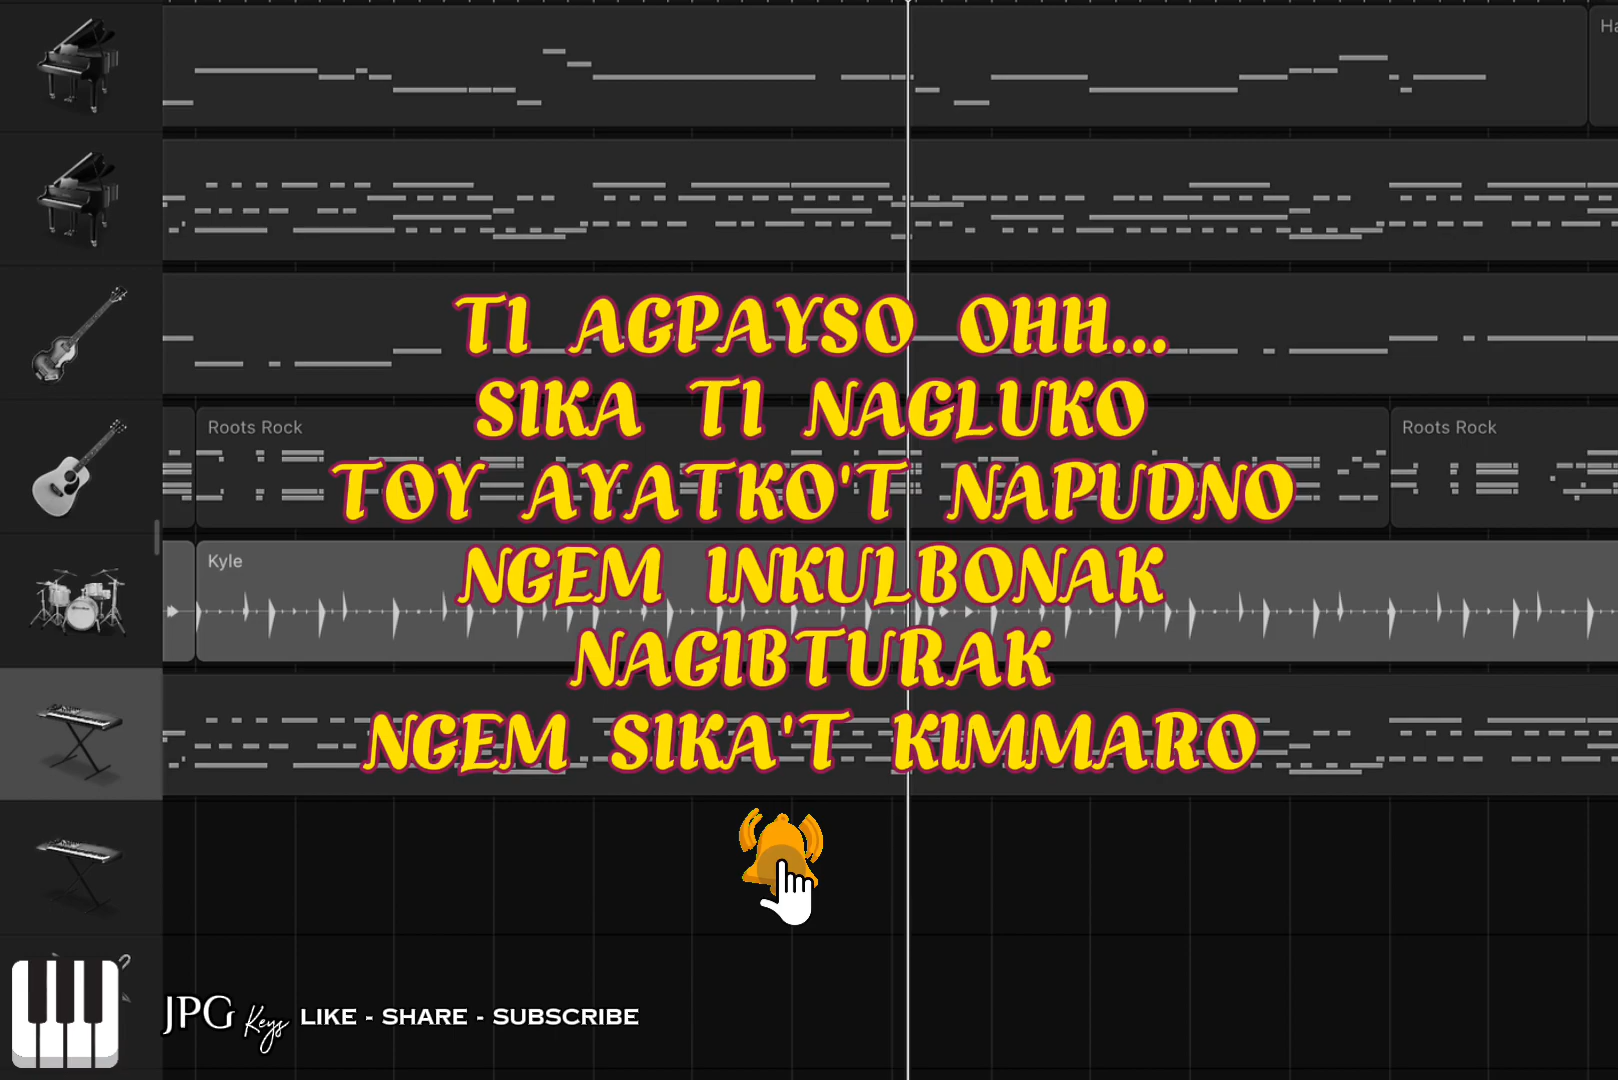 Ha
TI AGPAYSO OHH...
SIKA TI NAGLUKO
Roots Rock
Roots Rock
TOY AYATKO'T NAPUDNO
NGEM INKULBONAK
Kyle
NAGIBTURAK
NGEM SIKA'T KIMMARO
JPG Keys LIKE - SHARE - SUBSCRIBE